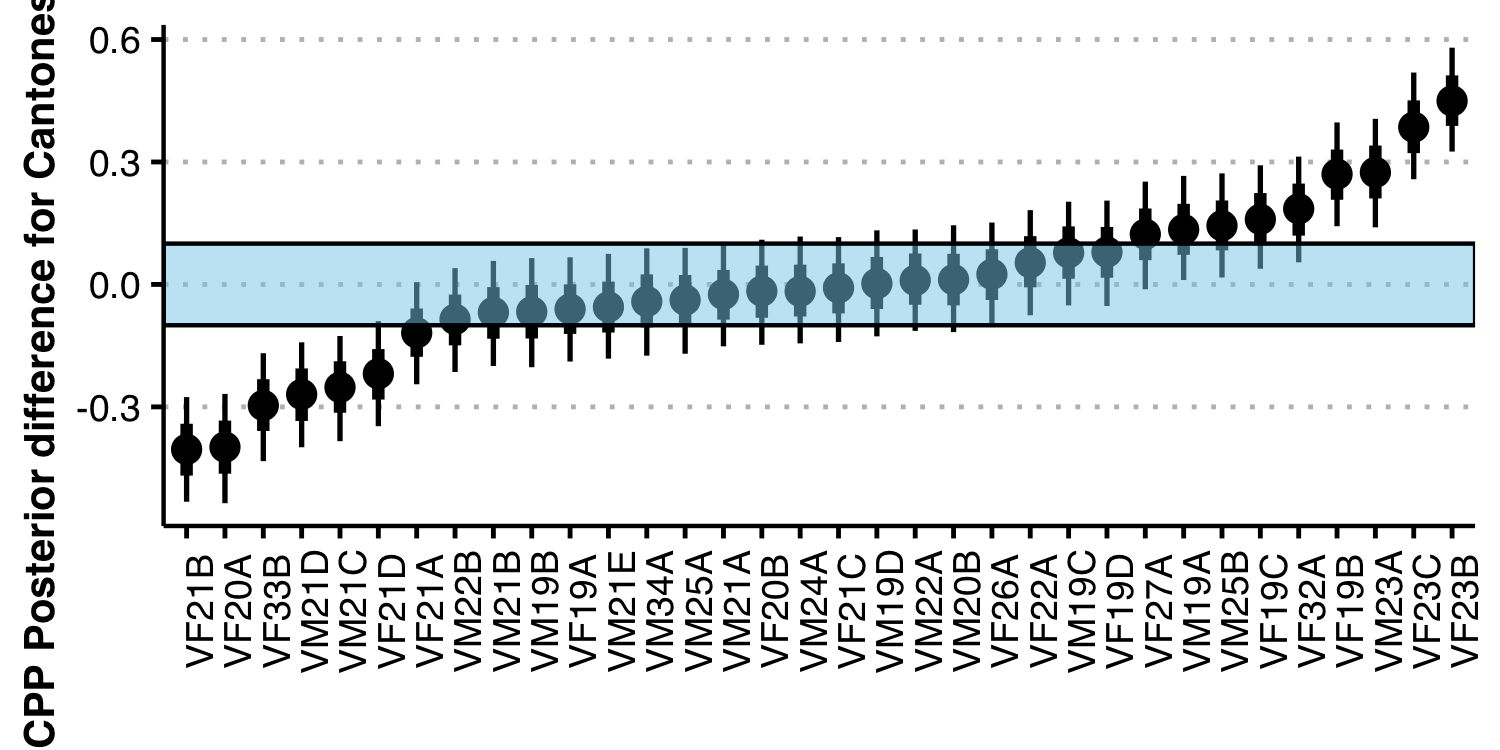 CPP Posterior difference for Cantones
0.6
0.3
0.0
-0.3
VF21B
VF20A
VF33B
VM21D
VM21C
VF21D
VF21A
VM22B
VM21B
VM19B
VF19A
VM21E
VM34A
VM25A
VM21A
VF20B
VM24A
VF21C
VM19D
VM22A
VM20B
VF26A
VF22A
VM19C
VF19D
VF27A
VM19A
VM25B
VF19C
VF32A
VF19B
VM23A
VF23C
VF23B